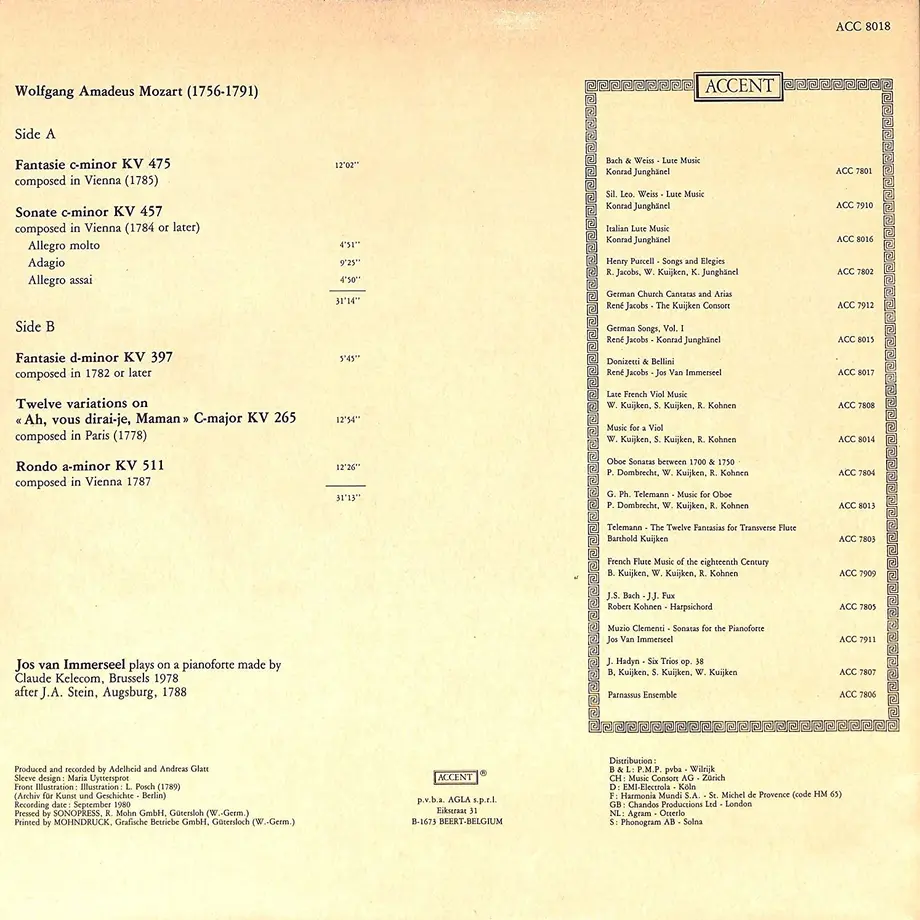 ACC 8018
Wolfgang Amadeus Mozart (1756-1791)
Side A
Fantasie c-minor KV 475 12'02''
composed in Vienna (1785)
Sonate c-minor KV 457
composed in Vienna (1784 or later)
Allegro molto 4'51''
Adagio 9'25''
Allegro assai 4'50''
31'14''
Side B
Fantasie d-minor KV 397 5'45''
composed in 1782 or later
Twelve variations on
« Ah, vous dirai-je, Maman » C-major KV 265 12'54''
composed in Paris (1778)
Rondo a-minor KV 511 12'26''
composed in Vienna 1787
31'13''
Jos van Immerseel plays on a pianoforte made by
Claude Kelecom, Brussels 1978
after J.A. Stein, Augsburg, 1788
Produced and recorded by Adelheid and Andreas Glatt
Sleeve design : Maria Uyttersprot
Front Illustration : Illustration : L. Posch (1789)
(Archiv für Kunst und Geschichte - Berlin)
Recording date : September 1980
Pressed by SONOPRESS, R. Mohn GmbH, Gütersloh (W.-Germ.)
Printed by MOHNDRUCK, Grafische Betriebe GmbH, Gütersloch (W.-Germ.)
ACCENT ®
p.v.b.a. AGLA s.p.r.l.
Eikstraat 31
B-1673 BEERT-BELGIUM
ACCENT
Bach & Weiss - Lute Music
Konrad Junghänel ACC 7801
Sil. Leo. Weiss - Lute Music
Konrad Junghänel ACC 7910
Italian Lute Music
Konrad Junghänel ACC 8016
Henry Purcell - Songs and Elegies
R. Jacobs, W. Kuijken, K. Junghänel ACC 7802
German Church Cantatas and Arias
René Jacobs - The Kuijken Consort ACC 7912
German Songs, Vol. I
René Jacobs - Konrad Junghänel ACC 8015
Donizetti & Bellini
René Jacobs - Jos Van Immerseel ACC 8017
Late French Viol Music
W. Kuijken, S. Kuijken, R. Kohnen ACC 7808
Music for a Viol
W. Kuijken, S. Kuijken, R. Kohnen ACC 8014
Oboe Sonatas between 1700 & 1750
P. Dombrecht, W. Kuijken, R. Kohnen ACC 7804
G. Ph. Telemann - Music for Oboe
P. Dombrecht, W. Kuijken, R. Kohnen ACC 8013
Telemann - The Twelve Fantasias for Transverse Flute
Barthold Kuijken ACC 7803
French Flute Music of the eighteenth Century
B. Kuijken, W. Kuijken, R. Kohnen ACC 7909
J.S. Bach - J.J. Fux
Robert Kohnen - Harpsichord ACC 7805
Muzio Clementi - Sonatas for the Pianoforte
Jos Van Immerseel ACC 7911
J. Hadyn - Six Trios op. 38
B, Kuijken, S. Kuijken, W. Kuijken ACC 7807
Parnassus Ensemble ACC 7806
Distribution :
B & L : P.M.P. pvba - Wilrijk
CH : Music Consort AG - Zürich
D : EMI-Electrola - Köln
F : Harmonia Mundi S.A. - St. Michel de Provence (code HM 65)
GB : Chandos Productions Ltd - London
NL : Agram - Otterlo
S : Phonogram AB - Solna